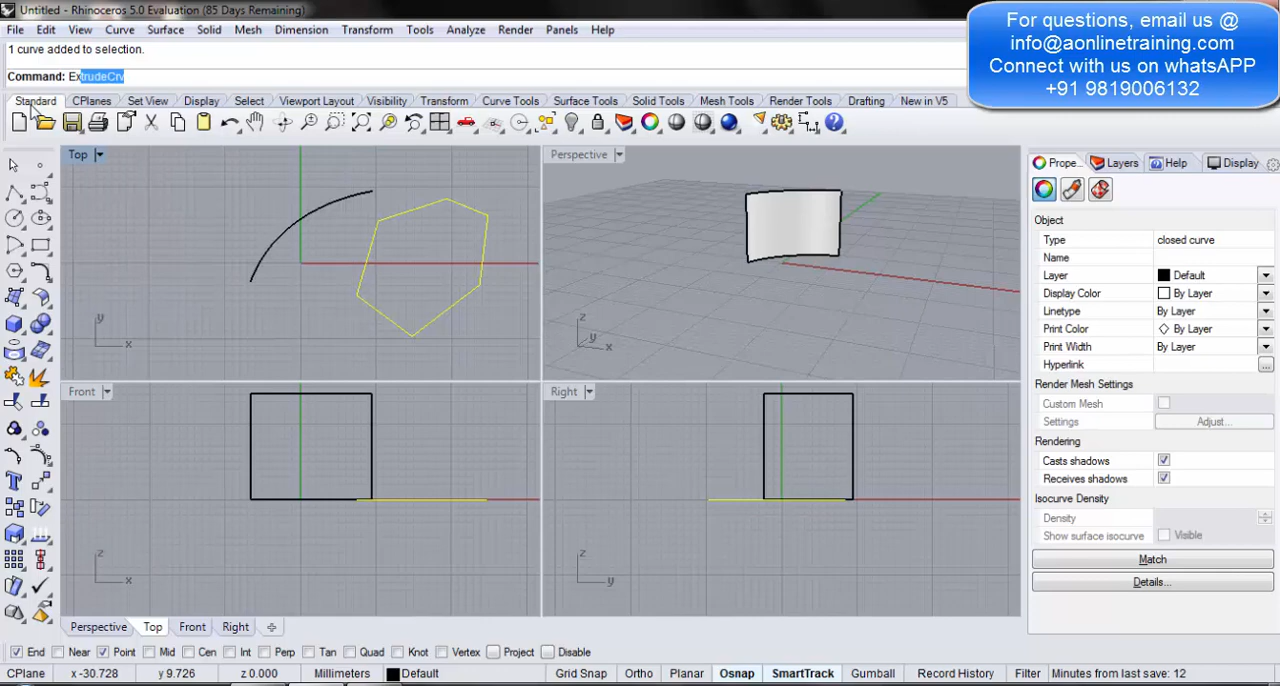 Untitled - Rhinoceros 5.0 Evaluation (85 Days Remaining)
For questions, email us @
info@aonlinetraining.com
Connect with us on whatsAPP
+91 9819006132
File Edit View Curve Surface Solid Mesh Dimension Transform Tools Analyze Render Panels Help
1 curve added to selection.
Command: ExtrudeCrv
Standard CPlanes Set View Display Select Viewport Layout Visibility Transform Curve Tools Surface Tools Solid Tools Mesh Tools Render Tools Drafting New in V5
Top
y
x
Perspective
z
y
x
Front
z
x
Right
z
y
Prope... Layers Help Display
Object
Type closed curve
Name
Layer Default
Display Color By Layer
Linetype By Layer
Print Color By Layer
Print Width By Layer
Hyperlink ...
Render Mesh Settings
Custom Mesh
Settings Adjust...
Rendering
Casts shadows
Receives shadows
Isocurve Density
Density
Show surface isocurve Visible
Match
Details...
Perspective Top Front Right
End Near Point Mid Cen Int Perp Tan Quad Knot Vertex Project Disable
CPlane x -30.728 y 9.726 z 0.000 Millimeters Default Grid Snap Ortho Planar Osnap SmartTrack Gumball Record History Filter Minutes from last save: 12